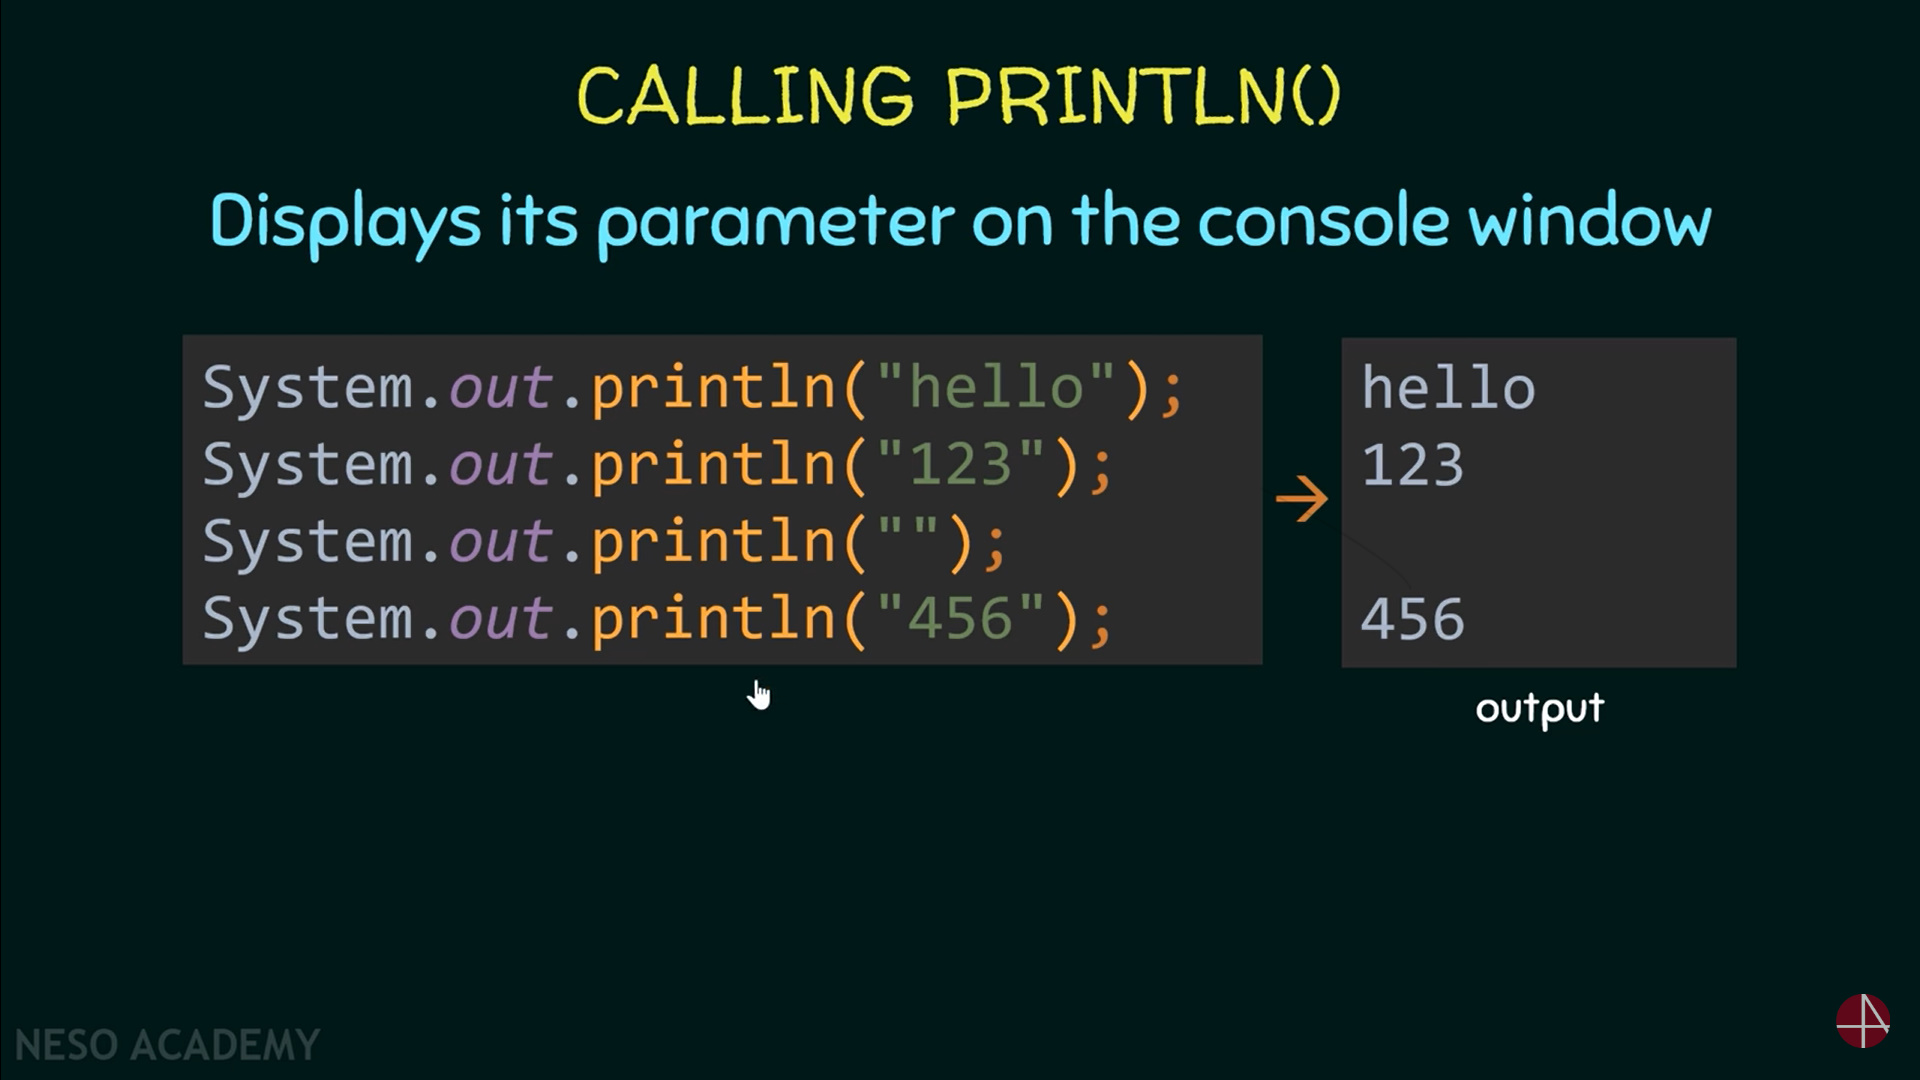 CALLING PRINTLN()
Displays its parameter on the console window
System.out.println("hello");
System.out.println("123");
System.out.println("");
System.out.println("456");
hello
123
456
output
NESO ACADEMY